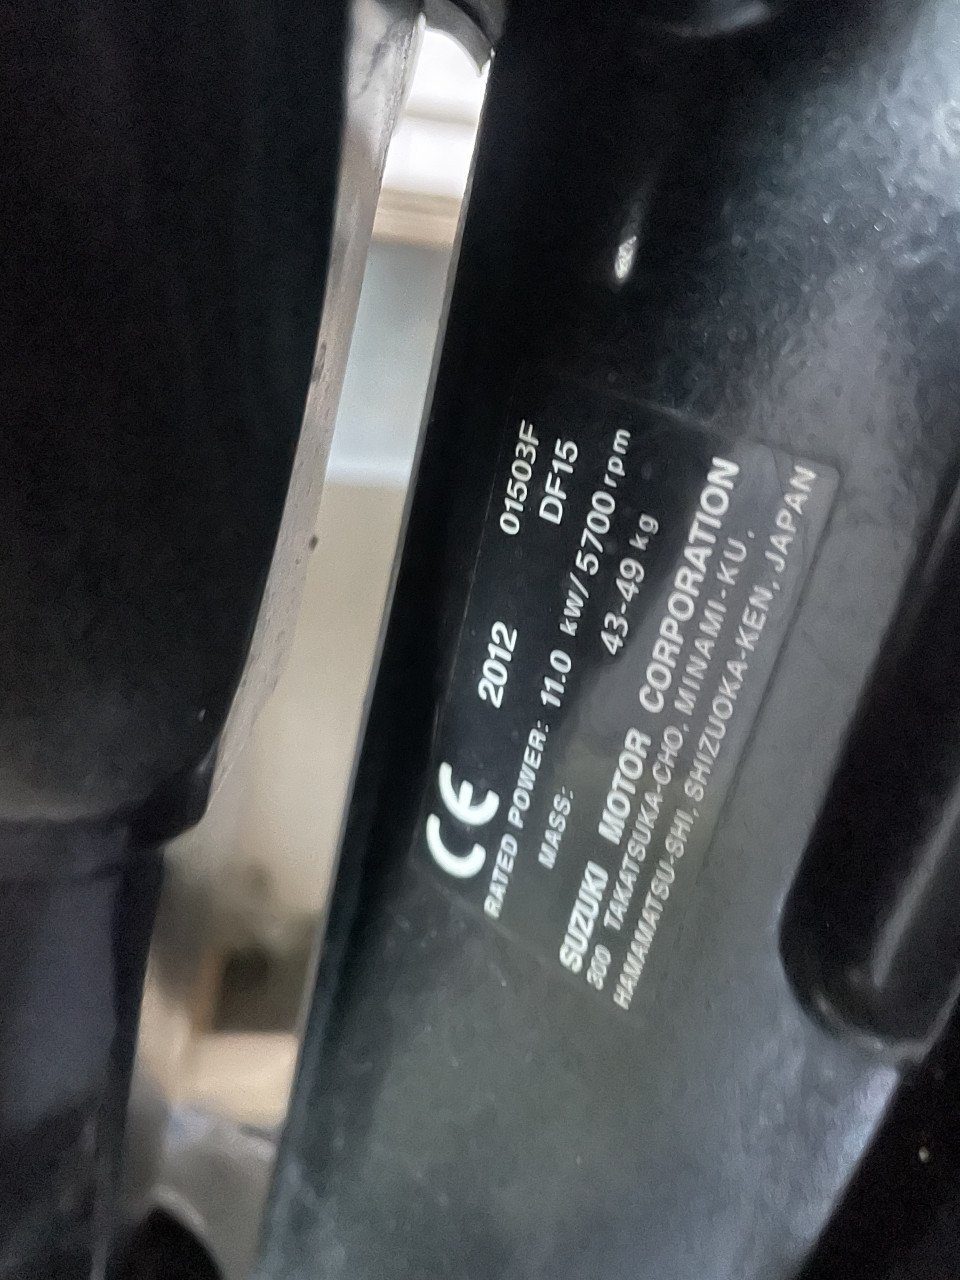 CE 2012 01503F
DF15
RATED POWER: 11.0 kW/5700 rpm
MASS: 43-49 kg
SUZUKI MOTOR CORPORATION
300 TAKATSUKA-CHO, MINAMI-KU,
HAMAMATSU-SHI, SHIZUOKA-KEN, JAPAN